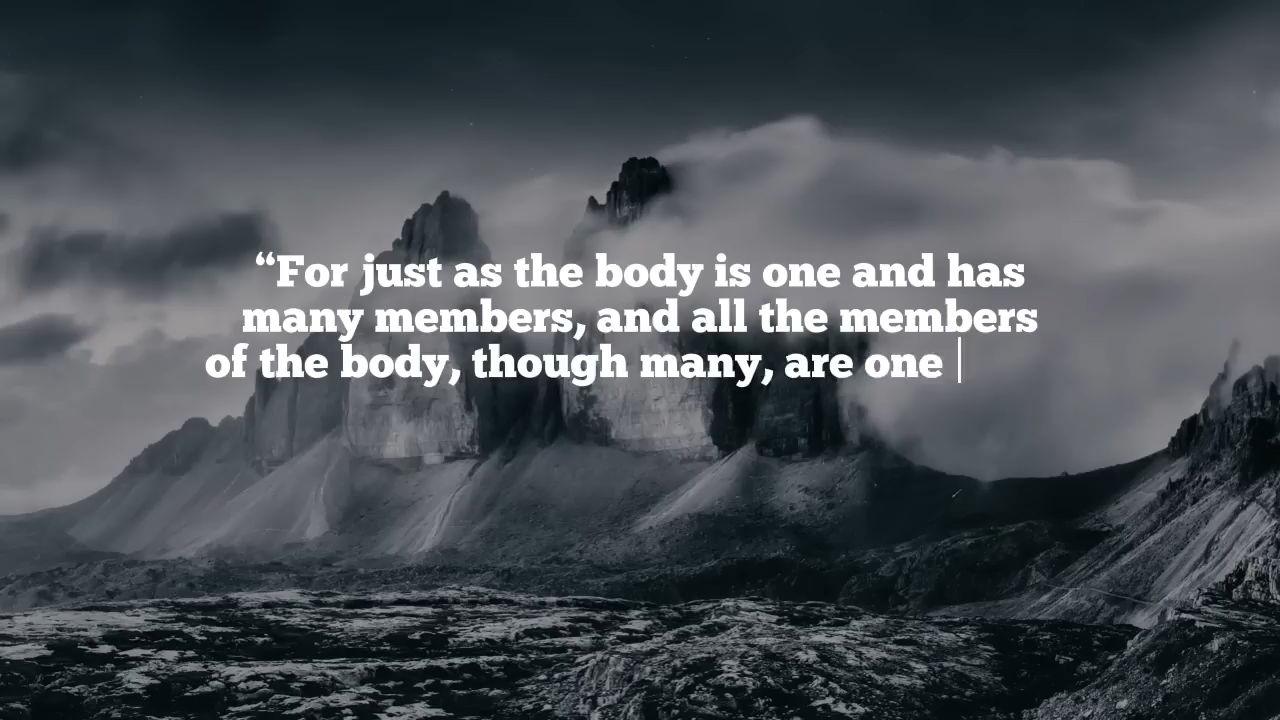 “For just as the body is one and has
many members, and all the members
of the body, though many, are one